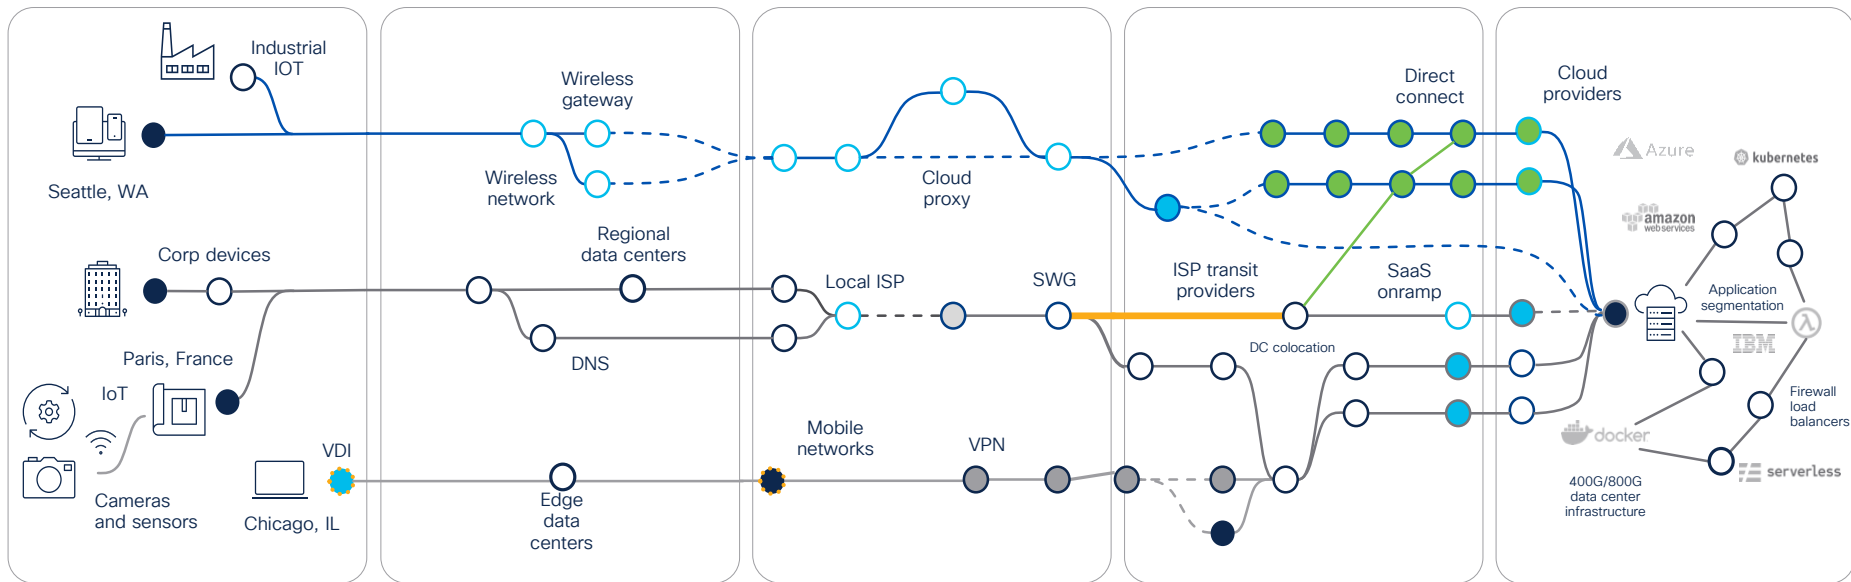 Industrial
IOT
Seattle, WA
Corp devices
Paris, France
IoT
Cameras
and sensors
VDI
Chicago, IL
Wireless
gateway
Wireless
network
Regional
data centers
DNS
Edge
data
centers
Cloud
proxy
Local ISP
SWG
Mobile
networks
VPN
Direct
connect
ISP transit
providers
SaaS
onramp
DC colocation
Cloud
providers
Azure
kubernetes
amazon
webservices
Application
segmentation
λ
IBM
Firewall
load
balancers
docker
serverless
400G/800G
data center
infrastructure